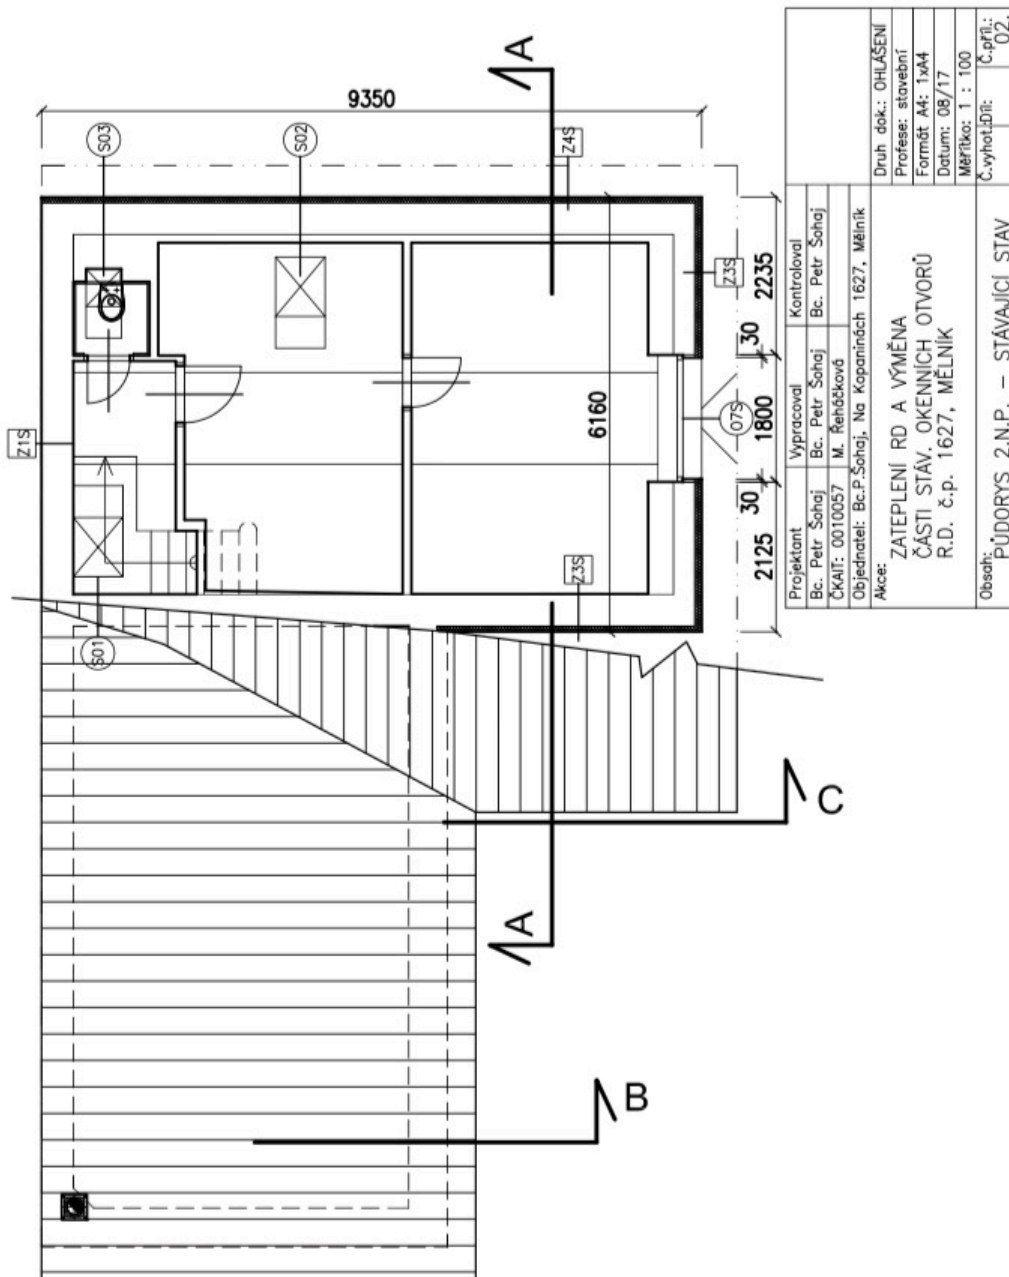 A
9350
S03
S02
Z4S
Z1S
Z3S
2235
30
6160
1800
O7S
30
2125
Z3S
S01
A
C
B
Projektant Vypracoval Kontroloval
Bc. Petr Šohaj Bc. Petr Šohaj Bc. Petr Šohaj
ČKAIT: 0010057 M. Řeháčková
Objednatel: Bc.P.Šohaj, Na Kopaninách 1627, Mělník
Akce:
ZATEPLENÍ RD A VÝMĚNA
ČÁSTI STÁV. OKENNÍCH OTVORŮ
R.D. č.p. 1627, MĚLNÍK
Obsah:
PŮDORYS 2.N.P. – STÁVAJÍCÍ STAV
Druh dok.: OHLÁŠENÍ
Profese: stavební
Formát A4: 1xA4
Datum: 08/17
Měřítko: 1 : 100
Č.vyhot.: Díl: Č.příl.:
02.